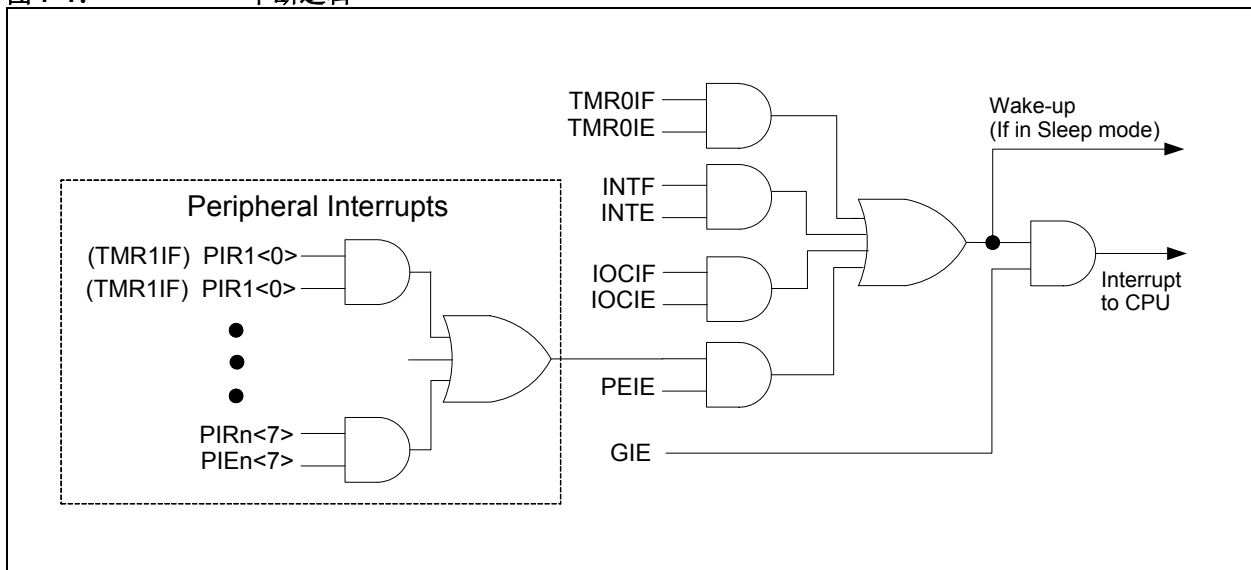 TMR0IF
TMR0IE
Wake-up
(If in Sleep mode)
INTF
INTE
Peripheral Interrupts
(TMR1IF) PIR1<0>
(TMR1IF) PIR1<0>
IOCIF
IOCIE
Interrupt
to CPU
PEIE
PIRn<7>
PIEn<7>
GIE